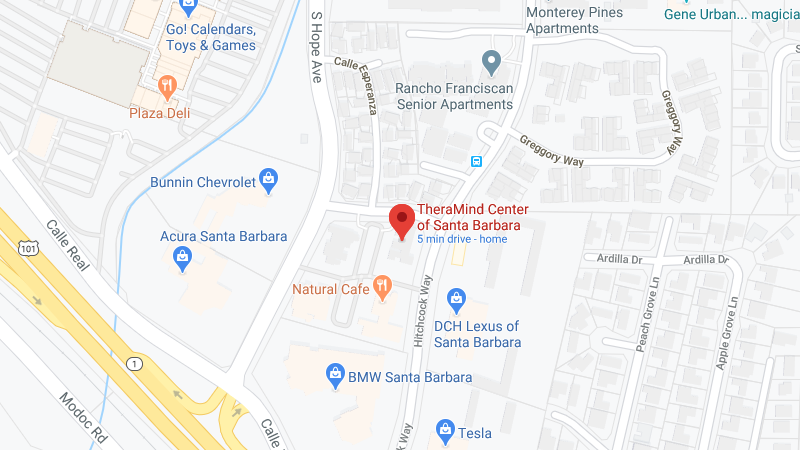 Go! Calendars,
Toys & Games
S Hope Ave
Monterey Pines
Apartments
Gene Urban... magicia
Calle Esperanza
Rancho Franciscan
Senior Apartments
Greggory Way
Plaza Deli
Greggory Way
Bunnin Chevrolet
TheraMind Center
of Santa Barbara
5 min drive - home
Acura Santa Barbara
Calle Real
101
Ardilla Dr
Ardilla Dr
Natural Cafe
Hitchcock Way
DCH Lexus of
Santa Barbara
Peach Grove Ln
Apple Grove Ln
1
BMW Santa Barbara
Modoc Rd
Calle
Tesla
Way